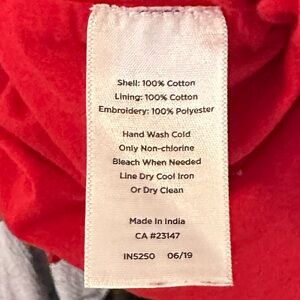 Shell: 100% Cotton
Lining: 100% Cotton
Embroidery: 100% Polyester
Hand Wash Cold
Only Non-chlorine
Bleach When Needed
Line Dry Cool Iron
Or Dry Clean
Made In India
CA #23147
IN5250 06/19